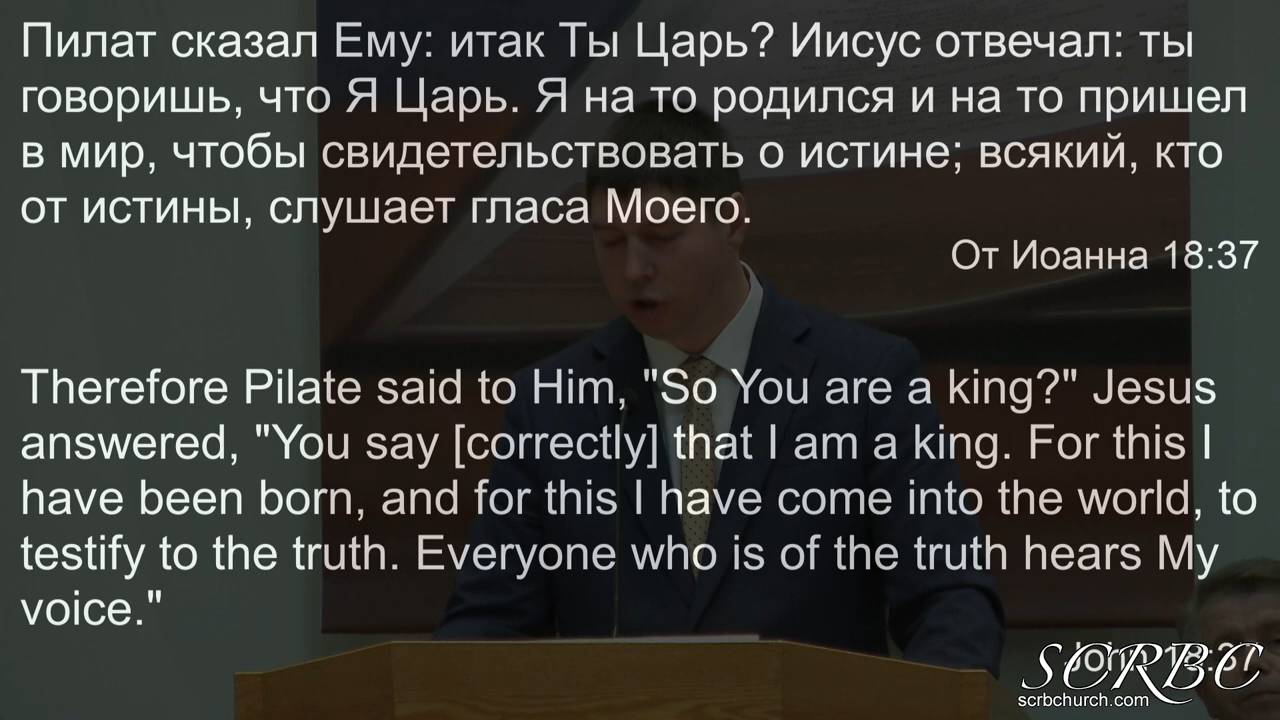 Пилат сказал Ему: итак Ты Царь? Иисус отвечал: ты
говоришь, что Я Царь. Я на то родился и на то пришел
в мир, чтобы свидетельствовать о истине; всякий, кто
от истины, слушает гласа Моего.
От Иоанна 18:37
Therefore Pilate said to Him, "So You are a king?" Jesus
answered, "You say [correctly] that I am a king. For this I
have been born, and for this I have come into the world, to
testify to the truth. Everyone who is of the truth hears My
voice."
John 18:37
SCRBC
scrbchurch.com